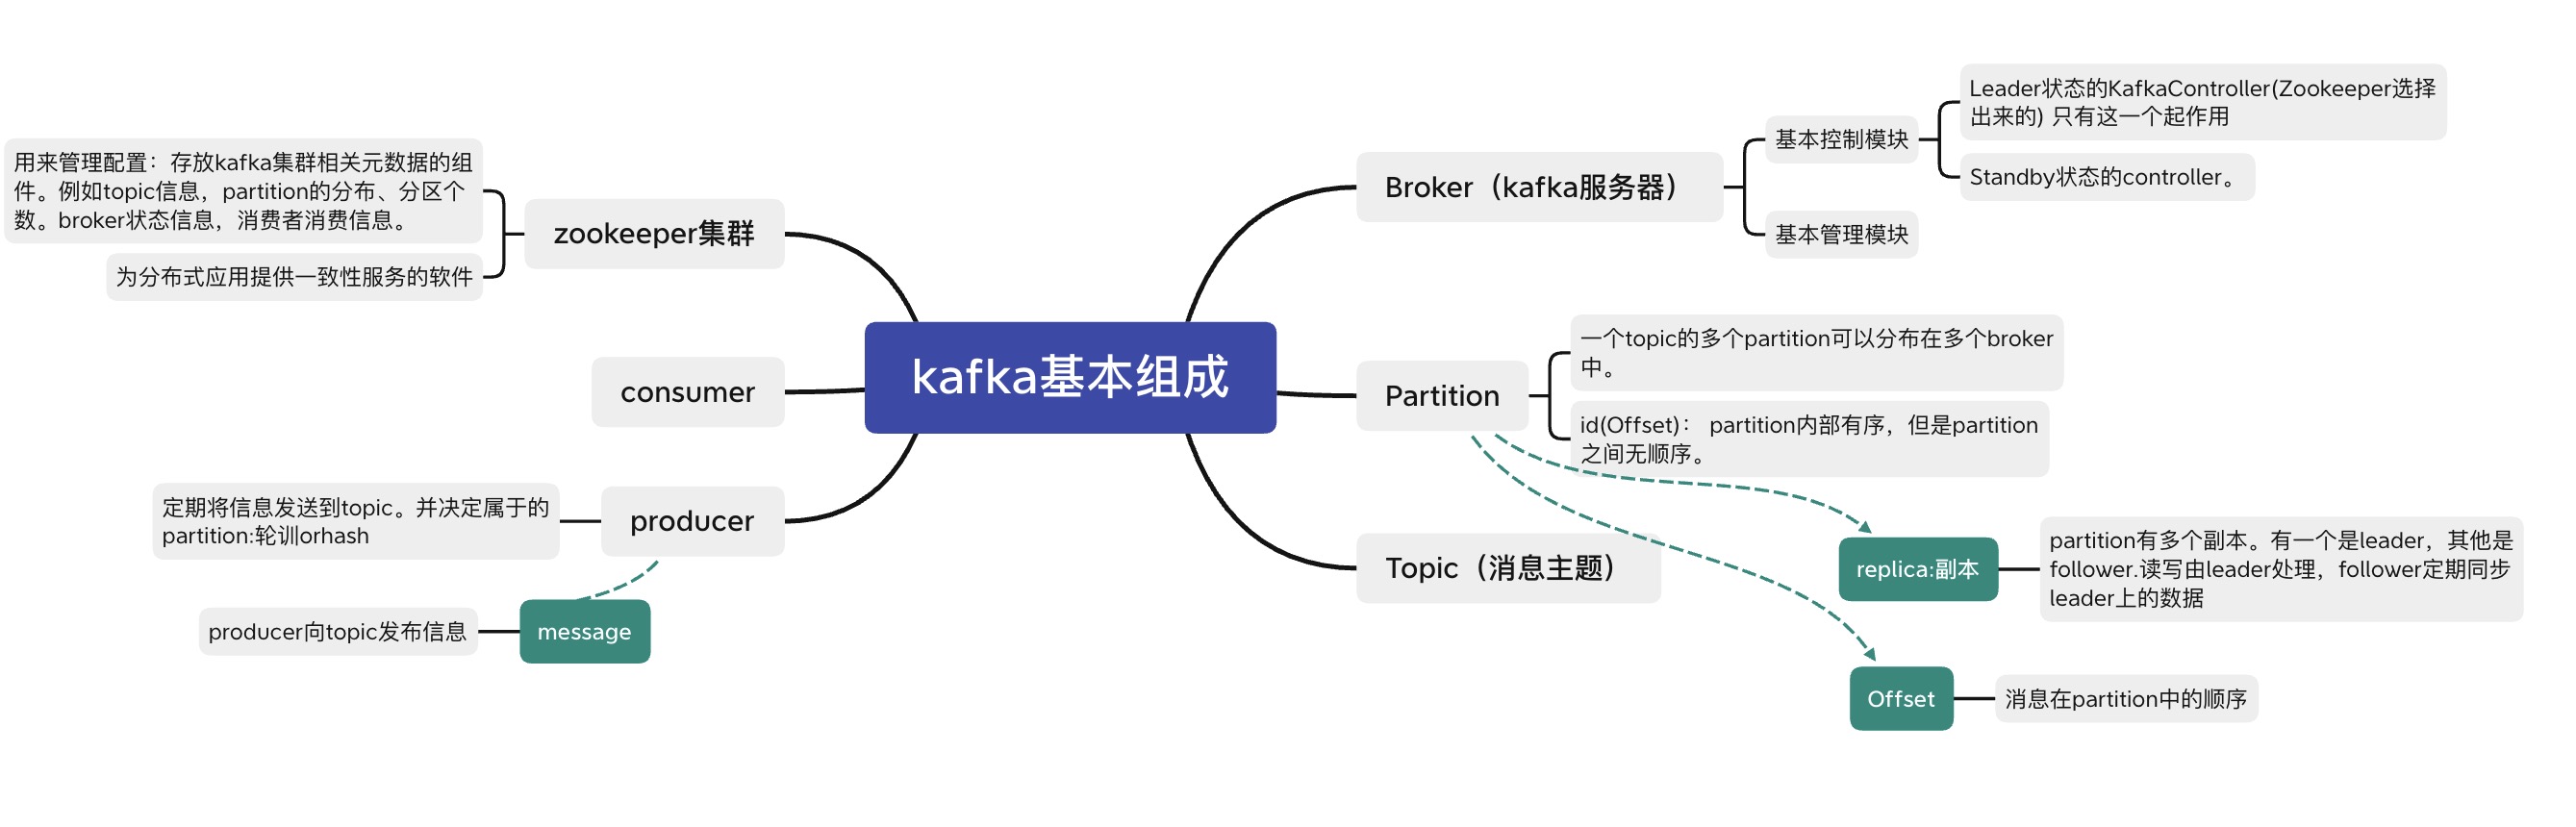 kafka基本组成
Broker（kafka服务器）
基本控制模块
Leader状态的KafkaController(Zookeeper选择
出来的) 只有这一个起作用
Standby状态的controller。
基本管理模块
Partition
一个topic的多个partition可以分布在多个broker
中。
id(Offset)： partition内部有序，但是partition
之间无顺序。
Topic（消息主题）
replica:副本
partition有多个副本。有一个是leader，其他是
follower.读写由leader处理，follower定期同步
leader上的数据
Offset
消息在partition中的顺序
zookeeper集群
用来管理配置：存放kafka集群相关元数据的组
件。例如topic信息，partition的分布、分区个
数。broker状态信息，消费者消费信息。
为分布式应用提供一致性服务的软件
consumer
producer
定期将信息发送到topic。并决定属于的
partition:轮训orhash
message
producer向topic发布信息